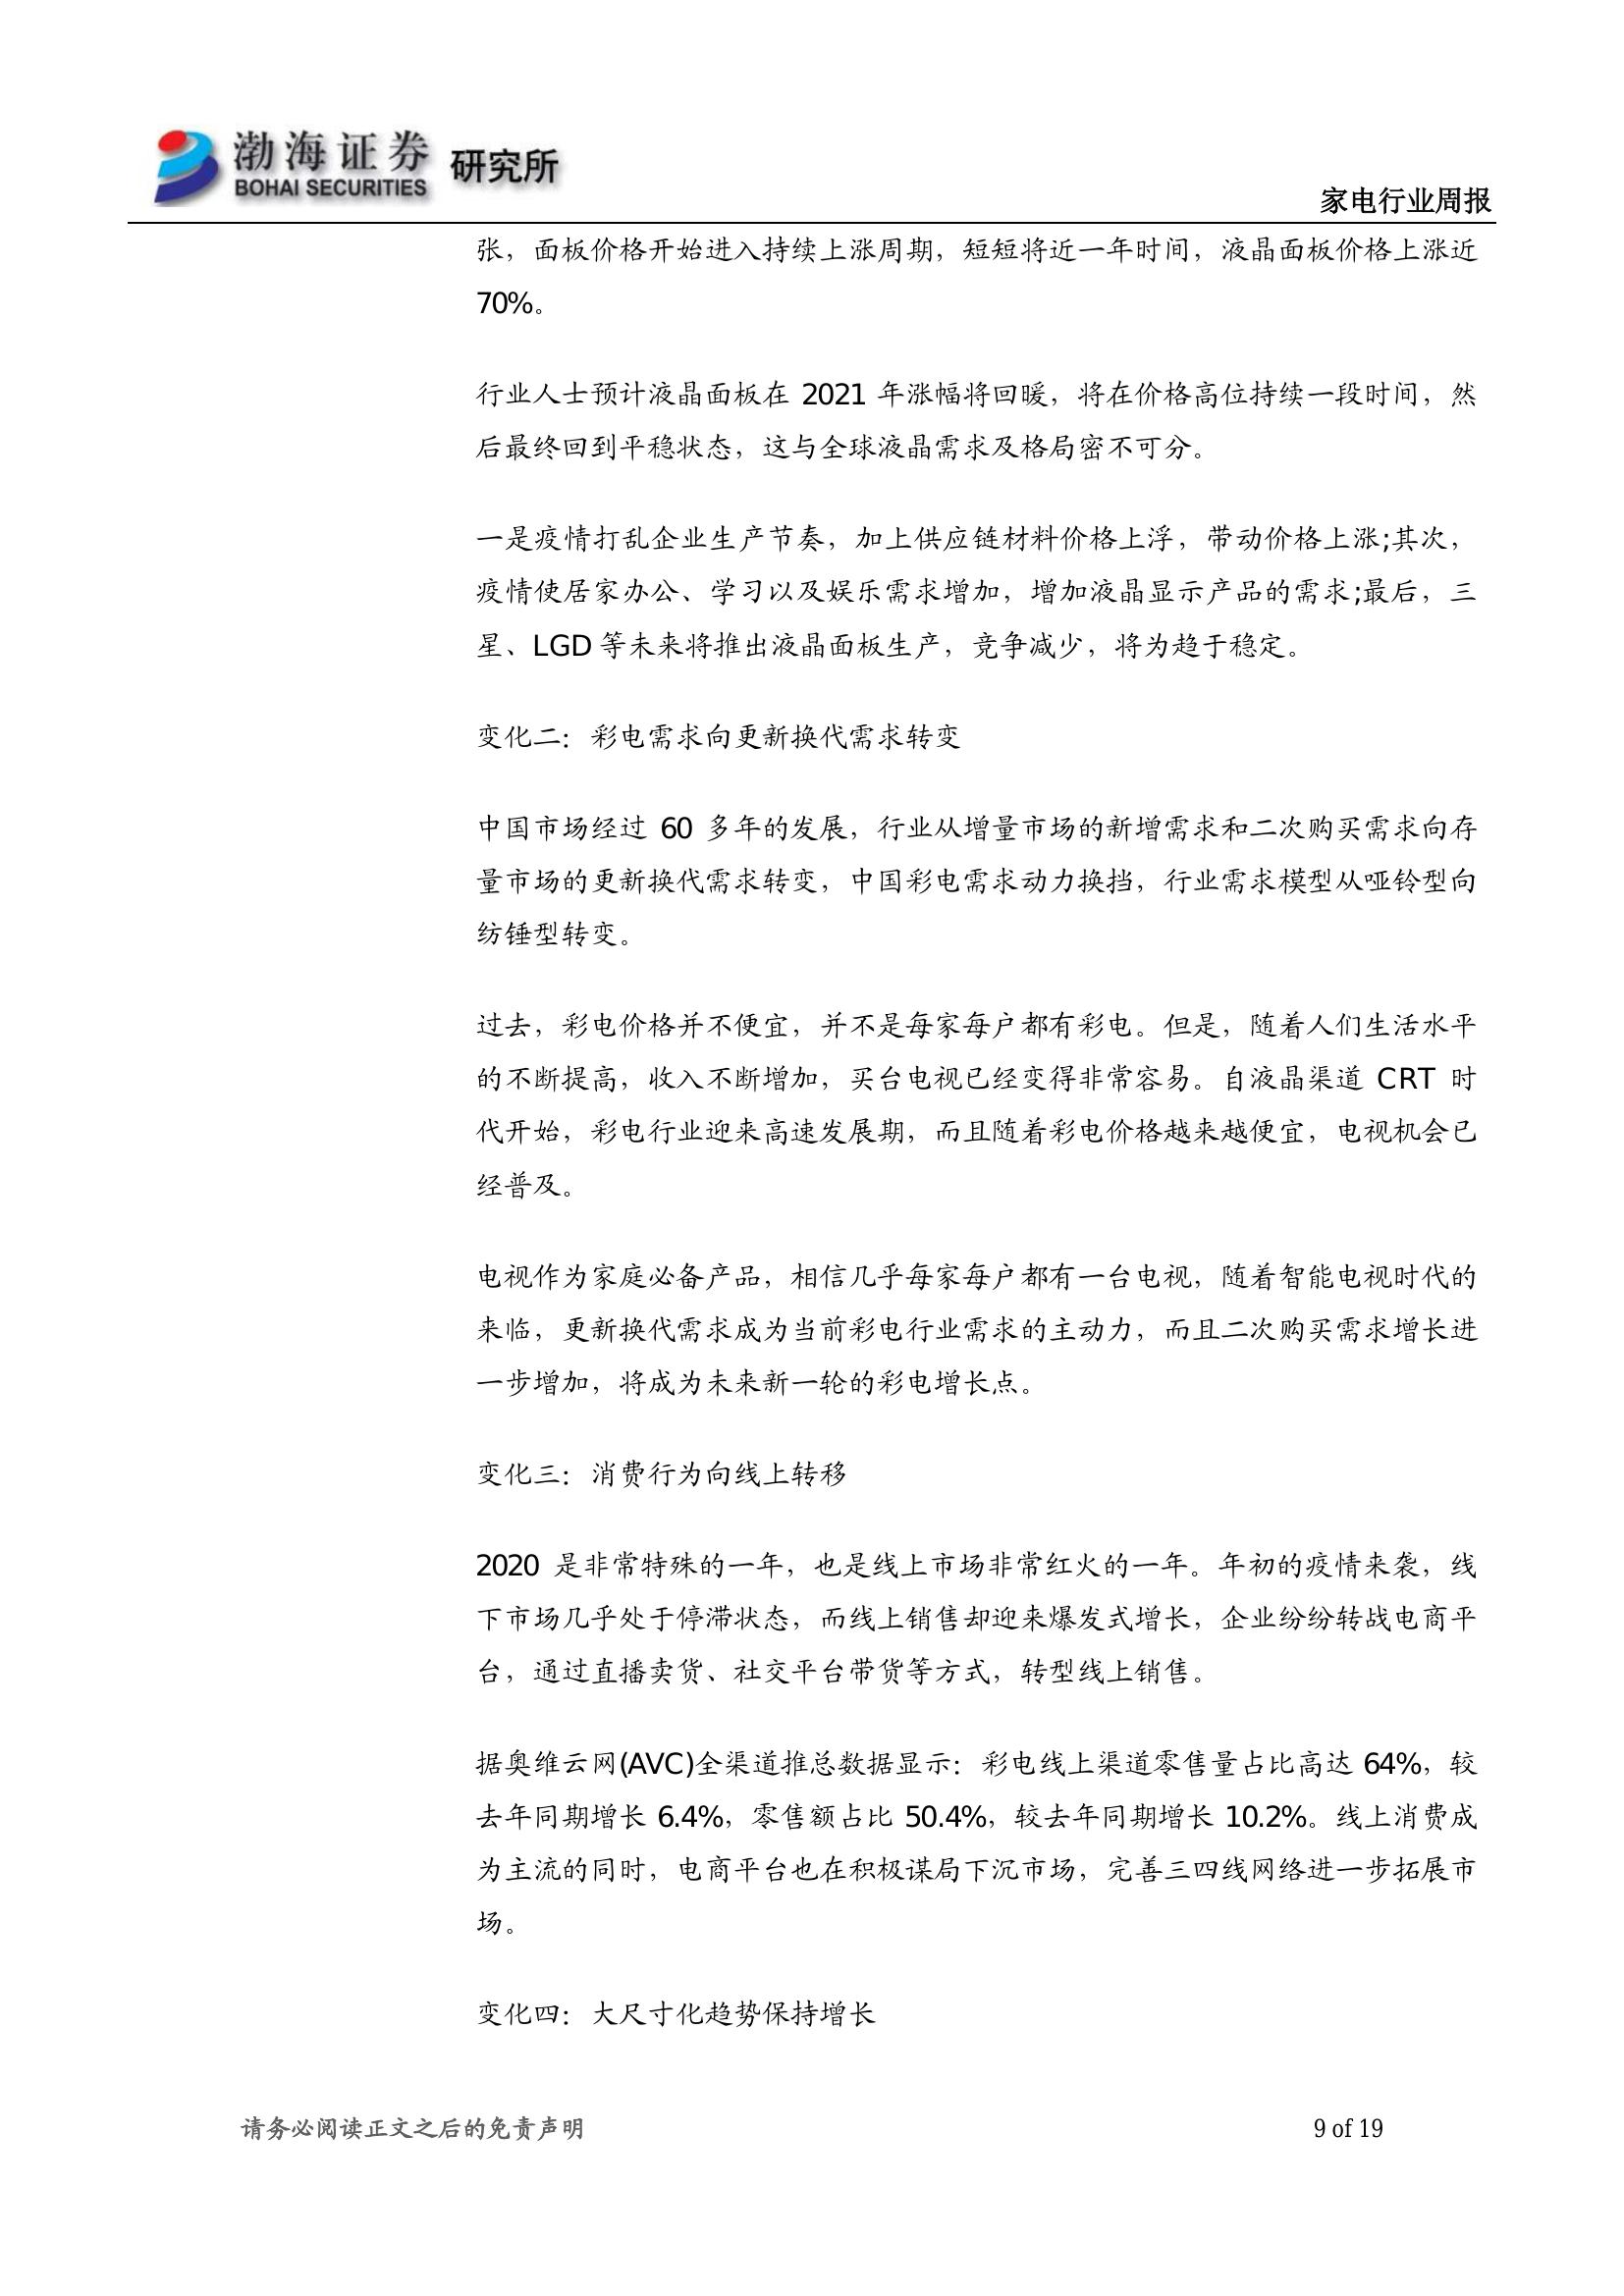 渤海证券
BOHAI SECURITIES
研究所
家电行业周报
张，面板价格开始进入持续上涨周期，短短将近一年时间，液晶面板价格上涨近
70%。
行业人士预计液晶面板在 2021 年涨幅将回暖，将在价格高位持续一段时间，然
后最终回到平稳状态，这与全球液晶需求及格局密不可分。
一是疫情打乱企业生产节奏，加上供应链材料价格上浮，带动价格上涨;其次，
疫情使居家办公、学习以及娱乐需求增加，增加液晶显示产品的需求;最后，三
星、LGD 等未来将推出液晶面板生产，竞争减少，将为趋于稳定。
变化二：彩电需求向更新换代需求转变
中国市场经过 60 多年的发展，行业从增量市场的新增需求和二次购买需求向存
量市场的更新换代需求转变，中国彩电需求动力换挡，行业需求模型从哑铃型向
纺锤型转变。
过去，彩电价格并不便宜，并不是每家每户都有彩电。但是，随着人们生活水平
的不断提高，收入不断增加，买台电视已经变得非常容易。自液晶渠道 CRT 时
代开始，彩电行业迎来高速发展期，而且随着彩电价格越来越便宜，电视机会已
经普及。
电视作为家庭必备产品，相信几乎每家每户都有一台电视，随着智能电视时代的
来临，更新换代需求成为当前彩电行业需求的主动力，而且二次购买需求增长进
一步增加，将成为未来新一轮的彩电增长点。
变化三：消费行为向线上转移
2020 是非常特殊的一年，也是线上市场非常红火的一年。年初的疫情来袭，线
下市场几乎处于停滞状态，而线上销售却迎来爆发式增长，企业纷纷转战电商平
台，通过直播卖货、社交平台带货等方式，转型线上销售。
据奥维云网(AVC)全渠道推总数据显示：彩电线上渠道零售量占比高达 64%，较
去年同期增长 6.4%，零售额占比 50.4%，较去年同期增长 10.2%。线上消费成
为主流的同时，电商平台也在积极谋局下沉市场，完善三四线网络进一步拓展市
场。
变化四：大尺寸化趋势保持增长
请务必阅读正文之后的免责声明
9 of 19